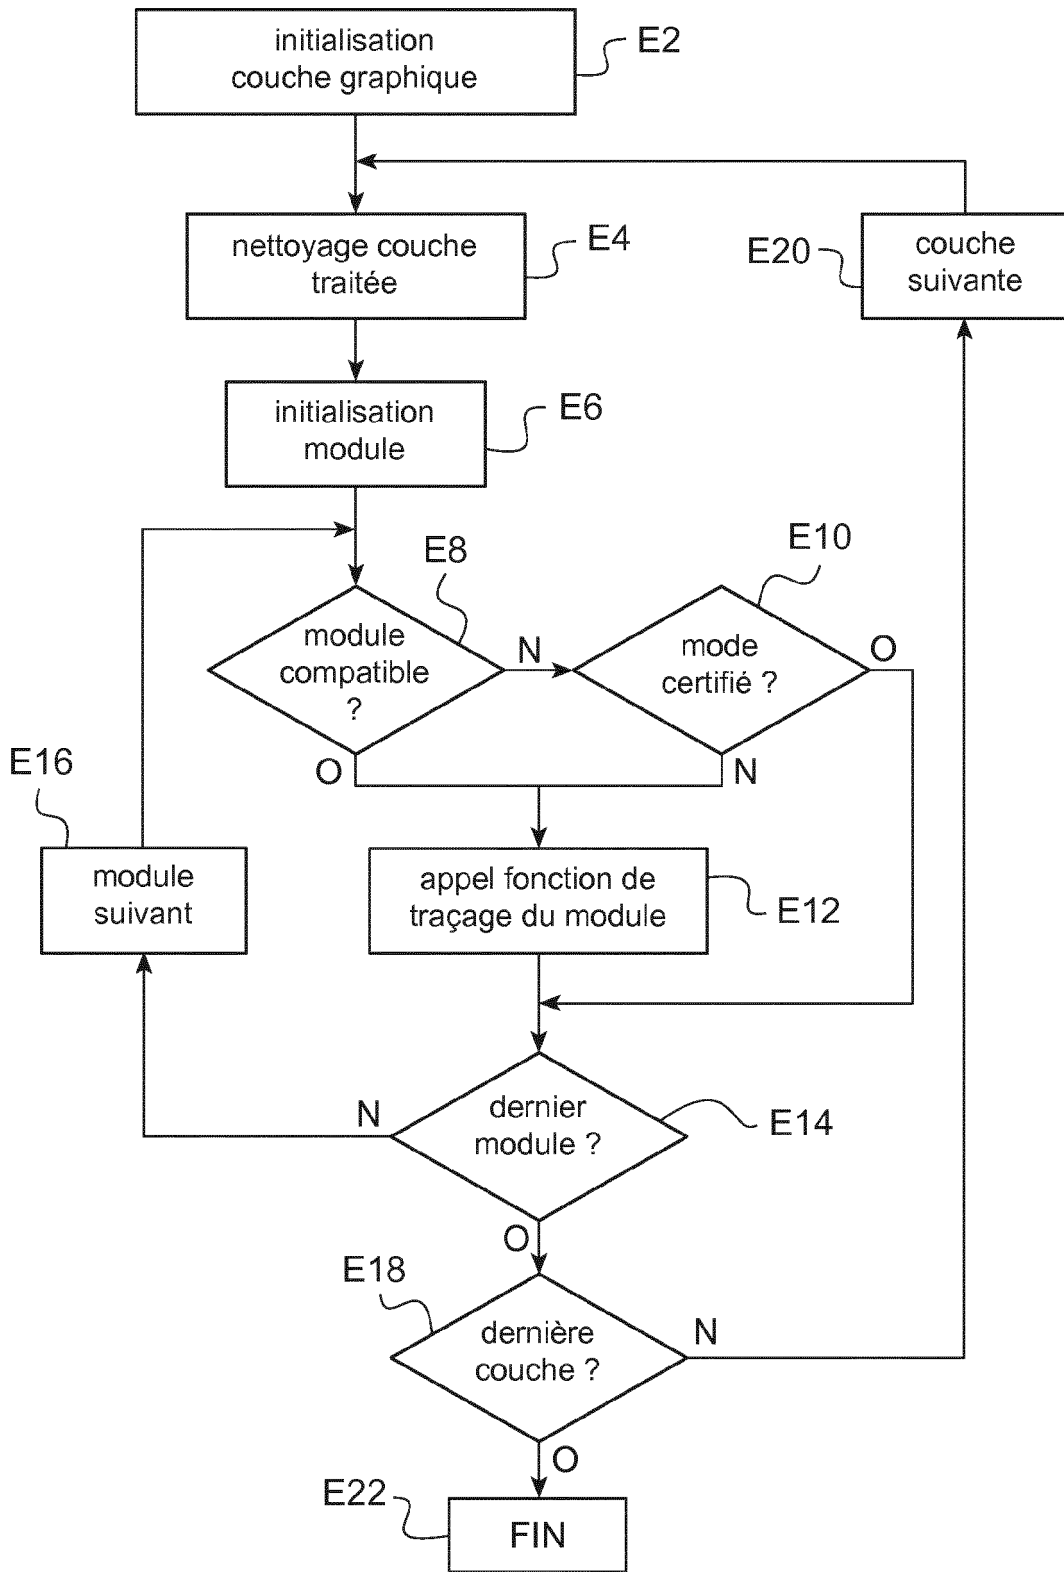 initialisation
couche graphique
E2
nettoyage couche
traitée
E4
couche
suivante
E20
initialisation
module
E6
E8
module
compatible
?
N
O
E10
mode
certifié ?
O
N
E16
module
suivant
appel fonction de
traçage du module
E12
dernier
module ?
E14
N
O
E18
dernière
couche ?
N
O
E22
FIN